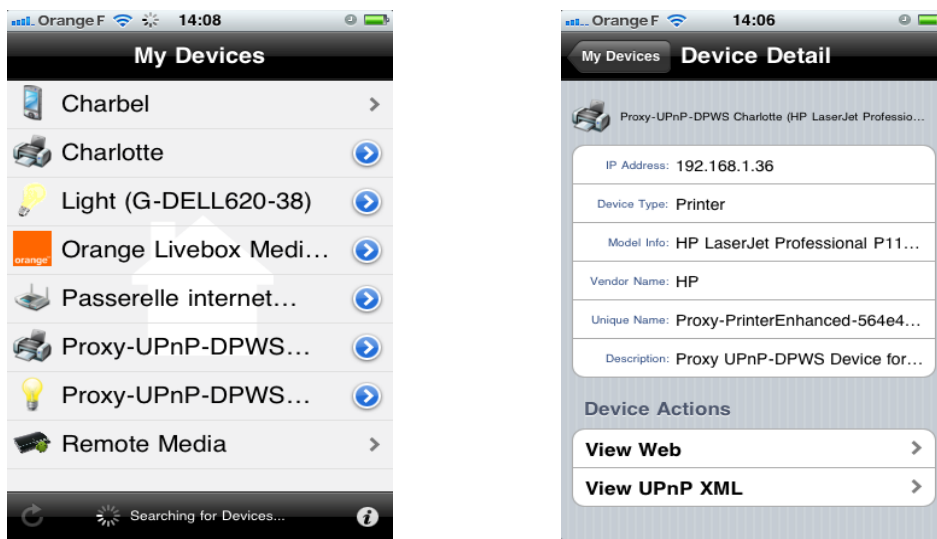 Orange F 14:08
My Devices
Charbel
Charlotte
Light (G-DELL620-38)
orange
Orange Livebox Medi...
Passerelle internet...
Proxy-UPnP-DPWS...
Proxy-UPnP-DPWS...
Remote Media
Searching for Devices...
Orange F 14:06
My Devices Device Detail
Proxy-UPnP-DPWS Charlotte (HP LaserJet Professio...
IP Address: 192.168.1.36
Device Type: Printer
Model Info: HP LaserJet Professional P11...
Vendor Name: HP
Unique Name: Proxy-PrinterEnhanced-564e4...
Description: Proxy UPnP-DPWS Device for...
Device Actions
View Web
View UPnP XML